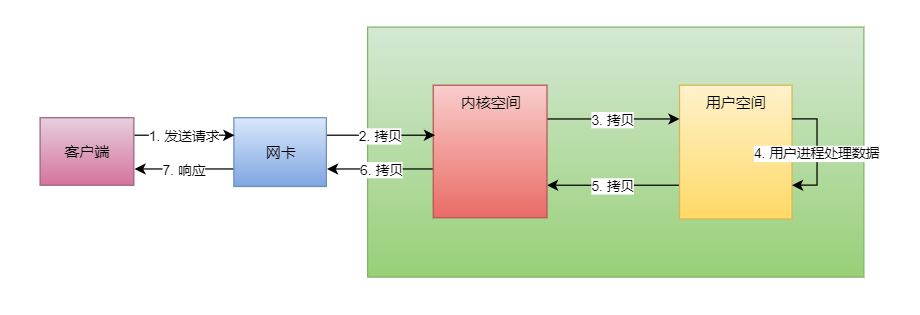 内核空间
用户空间
1. 发送请求
2. 拷贝
3. 拷贝
客户端
网卡
4. 用户进程处理数据
7. 响应
6. 拷贝
5. 拷贝